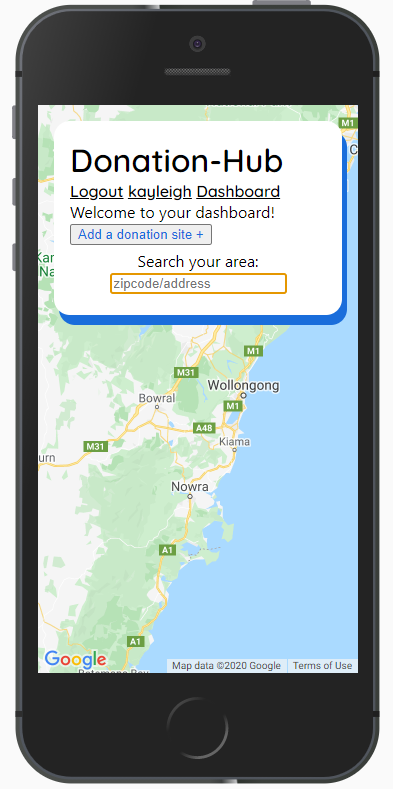 M1
Donation-Hub
Logout kayleigh Dashboard
Welcome to your dashboard!
Add a donation site +
Search your area:
zipcode/address
M1
M31
Wollongong
Bowral
M1
A48
Kiama
M31
urn
Nowra
A1
A1
Google
Map data ©2020 Google
Terms of Use